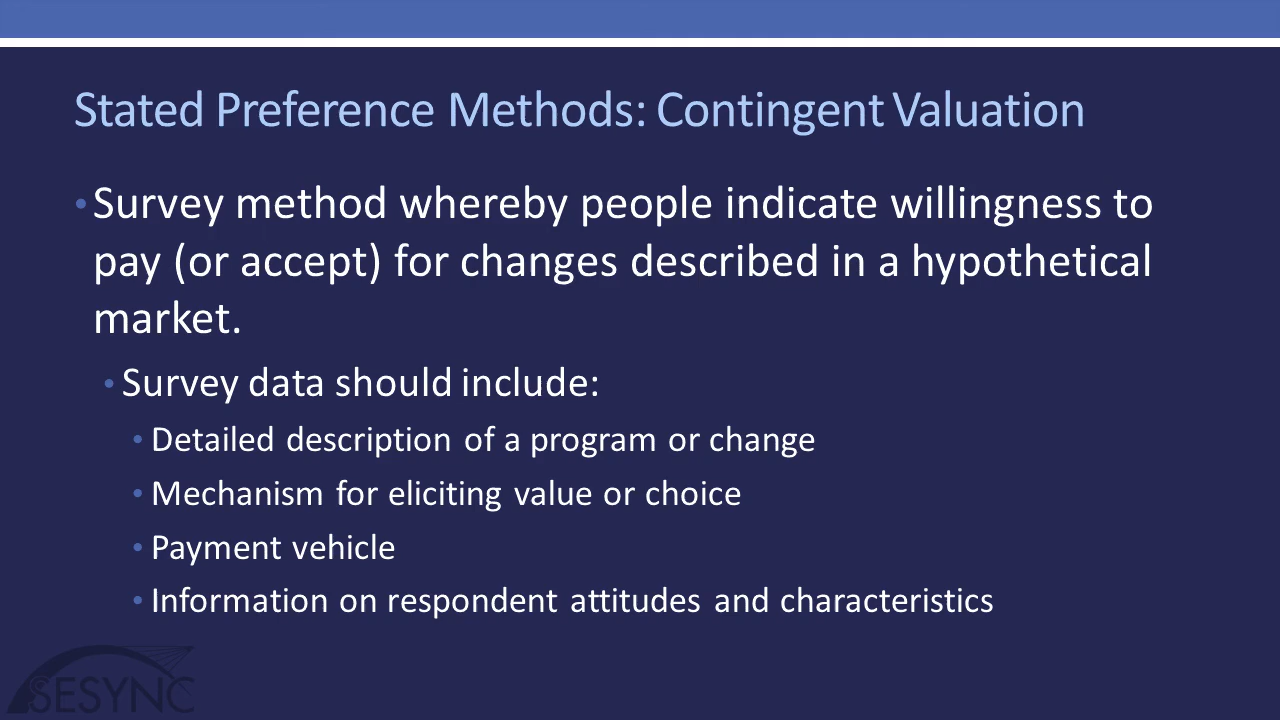 Stated Preference Methods: Contingent Valuation
• Survey method whereby people indicate willingness to
pay (or accept) for changes described in a hypothetical
market.
• Survey data should include:
• Detailed description of a program or change
• Mechanism for eliciting value or choice
• Payment vehicle
• Information on respondent attitudes and characteristics
SESYNC